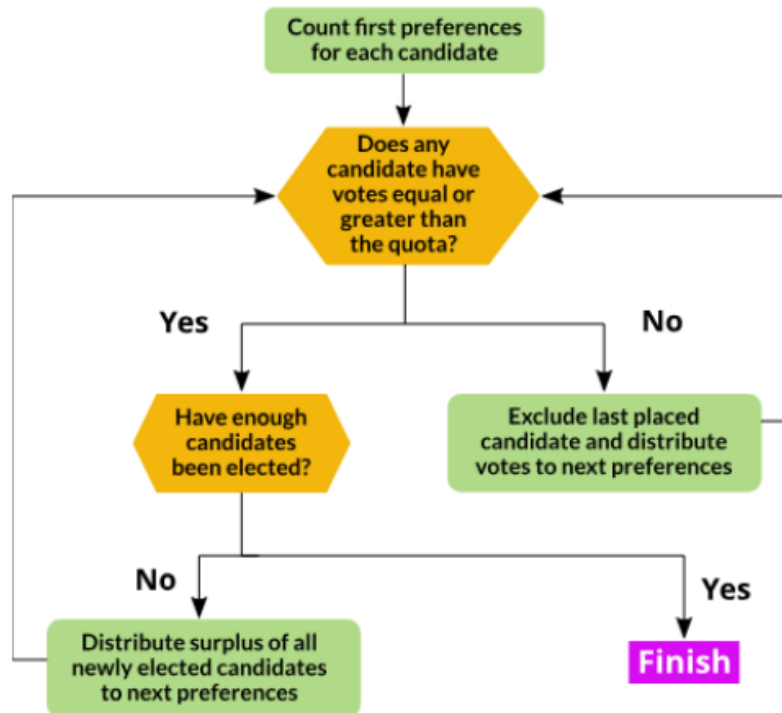 Count first preferences
for each candidate
Does any
candidate have
votes equal or
greater than
the quota?
Yes
No
Have enough
candidates
been elected?
Exclude last placed
candidate and distribute
votes to next preferences
No
Yes
Distribute surplus of all
newly elected candidates
to next preferences
Finish